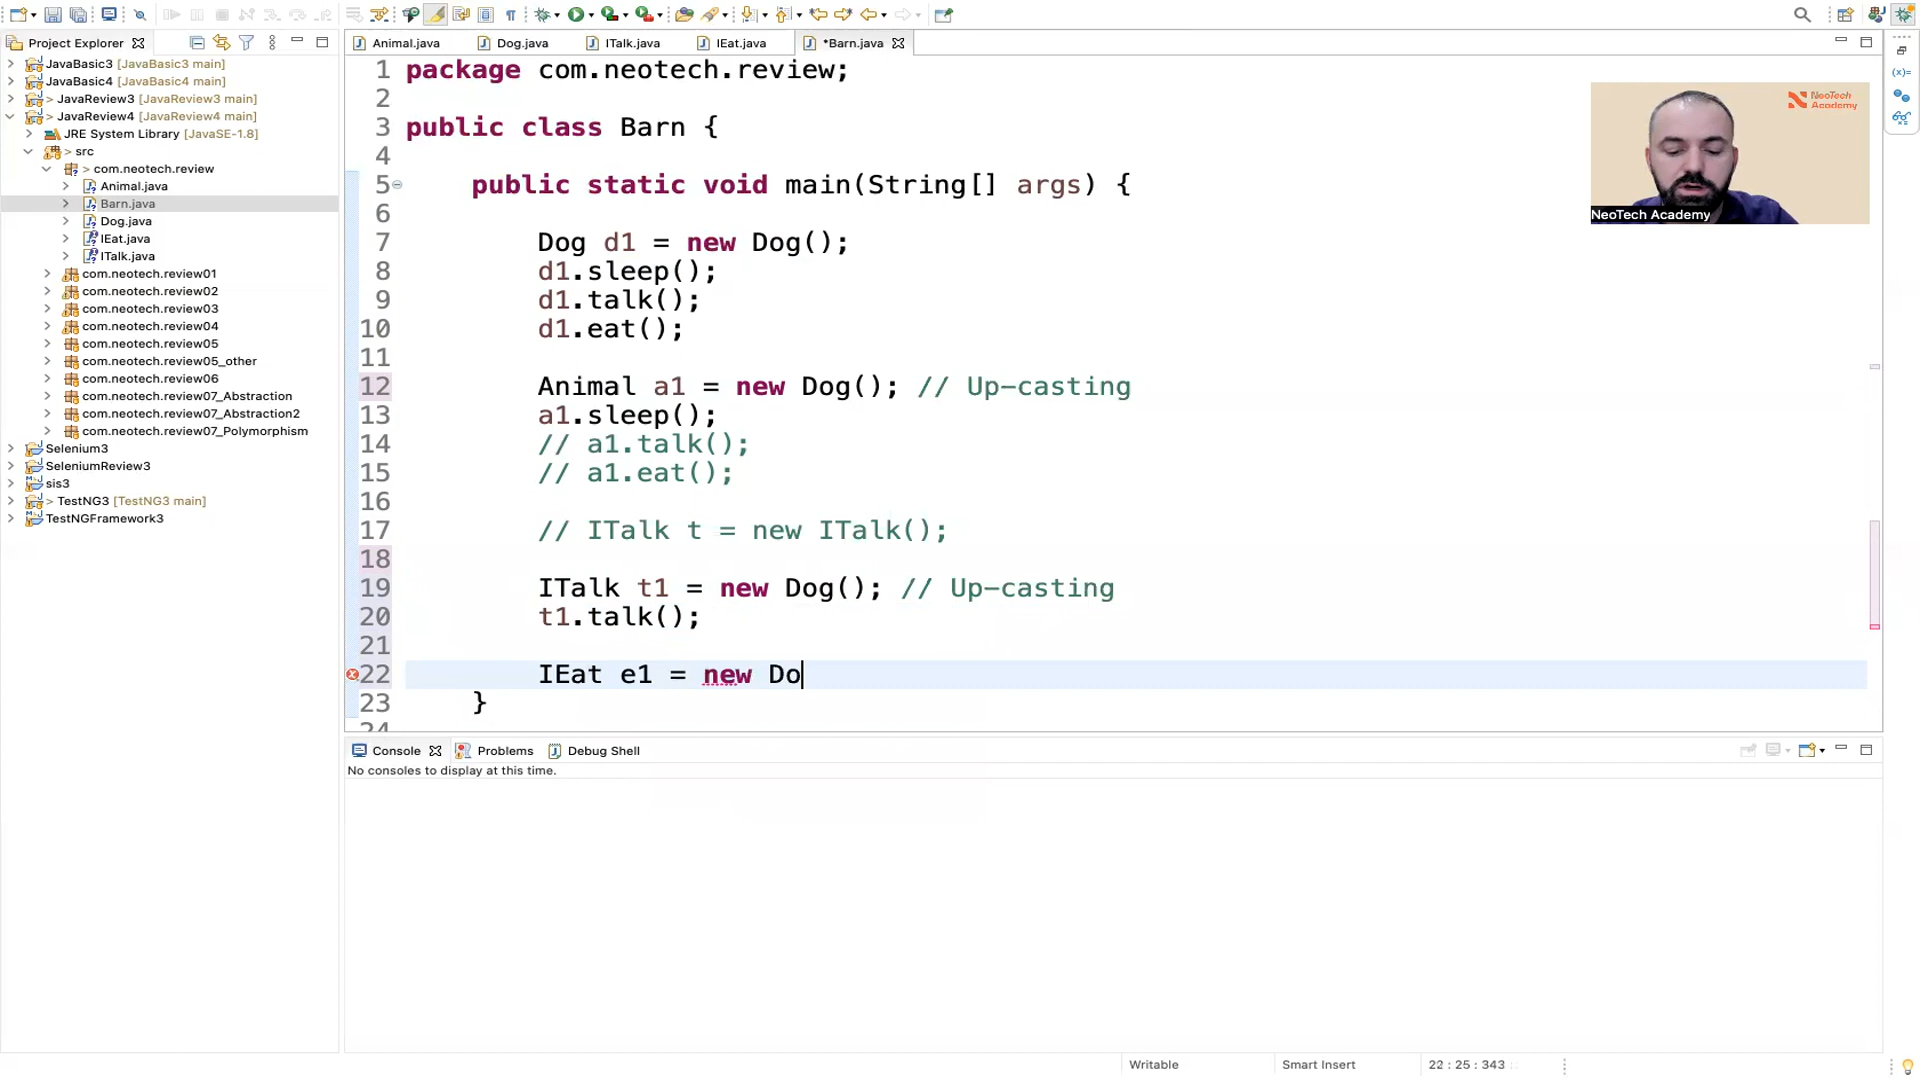 Project Explorer
JavaBasic3 [JavaBasic3 main]
JavaBasic4 [JavaBasic4 main]
> JavaReview3 [JavaReview3 main]
> JavaReview4 [JavaReview4 main]
JRE System Library [JavaSE-1.8]
> src
> com.neotech.review
Animal.java
Barn.java
Dog.java
IEat.java
ITalk.java
com.neotech.review01
com.neotech.review02
com.neotech.review03
com.neotech.review04
com.neotech.review05
com.neotech.review05_other
com.neotech.review06
com.neotech.review07_Abstraction
com.neotech.review07_Abstraction2
com.neotech.review07_Polymorphism
Selenium3
SeleniumReview3
sis3
> TestNG3 [TestNG3 main]
TestNGFramework3
Animal.java Dog.java ITalk.java IEat.java *Barn.java
1 package com.neotech.review;
2
3 public class Barn {
4
5 public static void main(String[] args) {
6
7 Dog d1 = new Dog();
8 d1.sleep();
9 d1.talk();
10 d1.eat();
11
12 Animal a1 = new Dog(); // Up-casting
13 a1.sleep();
14 // a1.talk();
15 // a1.eat();
16
17 // ITalk t = new ITalk();
18
19 ITalk t1 = new Dog(); // Up-casting
20 t1.talk();
21
22 IEat e1 = new Do
23 }
24
NeoTech Academy
NeoTech Academy
Console Problems Debug Shell
No consoles to display at this time.
Writable Smart Insert 22 : 25 : 343